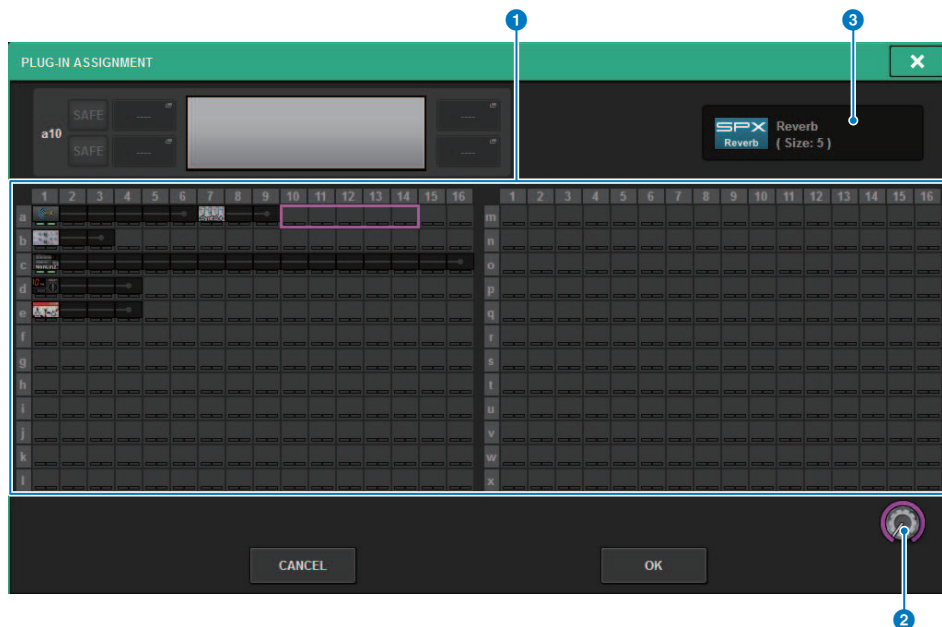 1 3
PLUG-IN ASSIGNMENT
a10 SAFE ---- ----
SAFE ---- ----
SPX Reverb
Reverb ( Size: 5 )
1 2 3 4 5 6 7 8 9 10 11 12 13 14 15 16 1 2 3 4 5 6 7 8 9 10 11 12 13 14 15 16
a m
b n
c o
d p
e q
f r
g s
h t
i u
j v
k w
l x
CANCEL OK
2